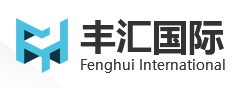 丰汇国际
Fenghui International